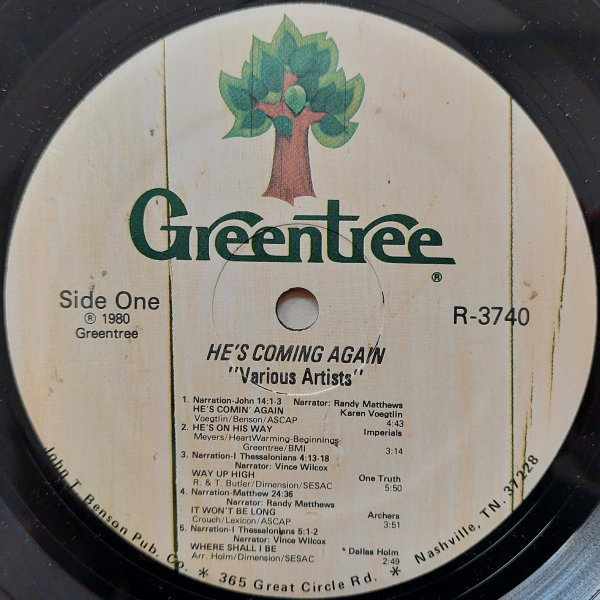 Greentree ®
Side One
℗ 1980
Greentree
R-3740
HE'S COMING AGAIN
"Various Artists"
1. Narration-John 14:1-3 Narrator: Randy Matthews
HE'S COMIN' AGAIN Karen Voegtlin
Voegtlin/Benson/ASCAP 4:43
2. HE'S ON HIS WAY Imperials
Meyers/HeartWarming-Beginnings-
Greentree/BMI 3:14
3. Narration-I Thessalonians 4:13-18
Narrator: Vince Wilcox
WAY UP HIGH One Truth
R. & T. Butler/Dimension/SESAC 5:50
4. Narration-Matthew 24:36
Narrator: Randy Matthews
IT WON'T BE LONG Archers
Crouch/Lexicon/ASCAP 3:51
5. Narration-I Thessalonians 5:1-2
Narrator: Vince Wilcox
WHERE SHALL I BE * Dallas Holm
Arr. Holm/Dimension/SESAC 2:49
John T. Benson Pub. Co. * 365 Great Circle Rd. * Nashville, TN. 37228